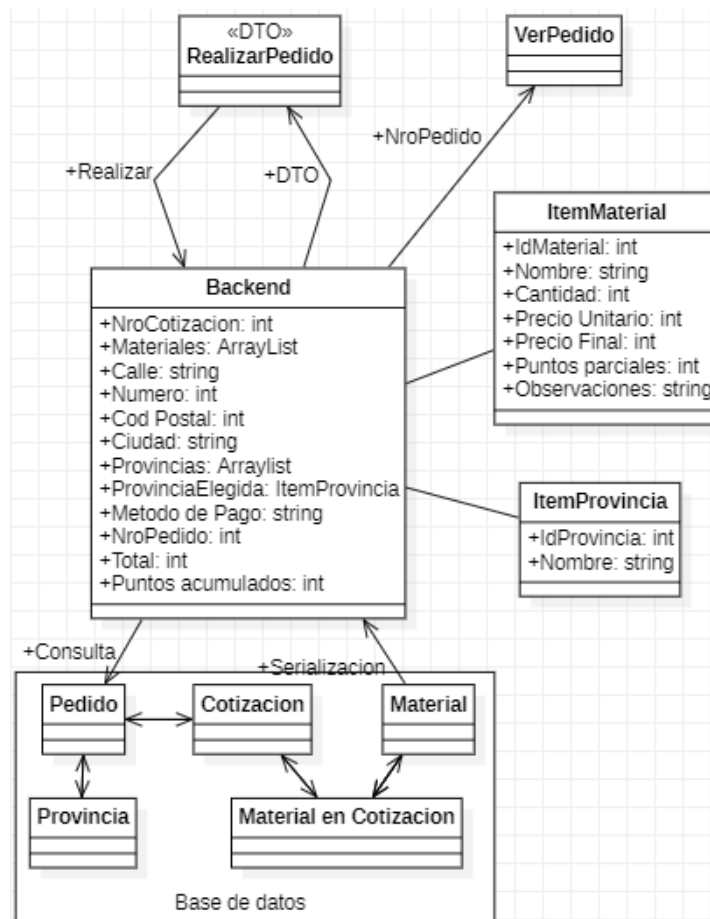 «DTO»
RealizarPedido
VerPedido
+Realizar
+DTO
+NroPedido
ItemMaterial
+IdMaterial: int
+Nombre: string
+Cantidad: int
+Precio Unitario: int
+Precio Final: int
+Puntos parciales: int
+Observaciones: string
Backend
+NroCotizacion: int
+Materiales: ArrayList
+Calle: string
+Numero: int
+Cod Postal: int
+Ciudad: string
+Provincias: Arraylist
+ProvinciaElegida: ItemProvincia
+Metodo de Pago: string
+NroPedido: int
+Total: int
+Puntos acumulados: int
ItemProvincia
+IdProvincia: int
+Nombre: string
+Consulta
+Serializacion
Pedido
Cotizacion
Material
Provincia
Material en Cotizacion
Base de datos